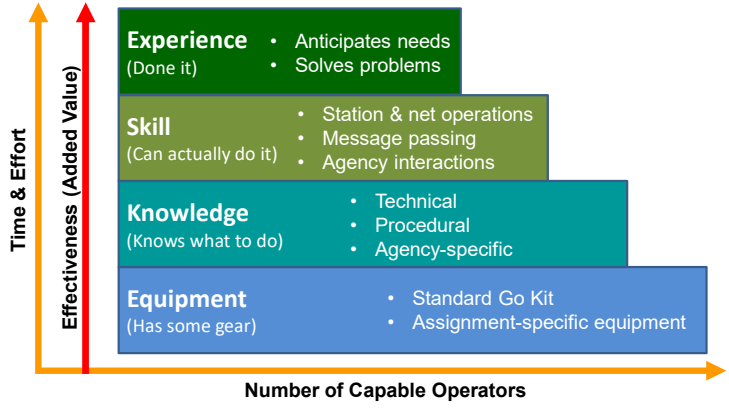 Time & Effort
Effectiveness (Added Value)
Experience
(Done it)
• Anticipates needs
• Solves problems
Skill
(Can actually do it)
• Station & net operations
• Message passing
• Agency interactions
Knowledge
(Knows what to do)
• Technical
• Procedural
• Agency-specific
Equipment
(Has some gear)
• Standard Go Kit
• Assignment-specific equipment
Number of Capable Operators